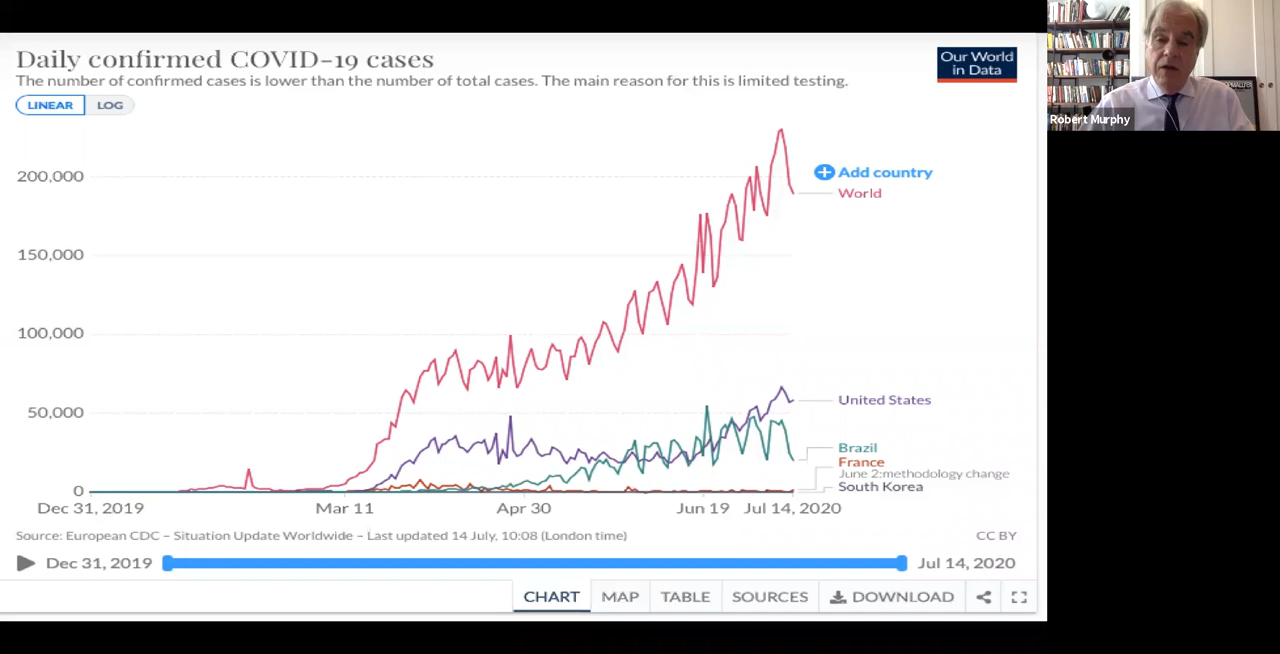 Daily confirmed COVID-19 cases
The number of confirmed cases is lower than the number of total cases. The main reason for this is limited testing.
Our World
in Data
LINEAR
LOG
Robert Murphy
200,000
150,000
100,000
50,000
0
Add country
World
United States
Brazil
France
June 2:methodology change
South Korea
Dec 31, 2019
Mar 11
Apr 30
Jun 19
Jul 14, 2020
Source: European CDC – Situation Update Worldwide – Last updated 14 July, 10:08 (London time)
CC BY
Dec 31, 2019
Jul 14, 2020
CHART
MAP
TABLE
SOURCES
DOWNLOAD